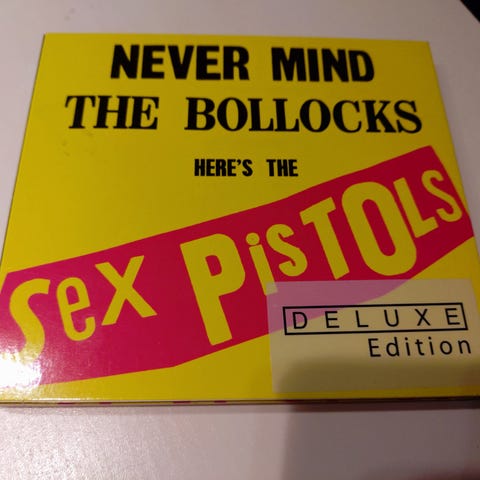 NEVER MIND
THE BOLLOCKS
HERE'S THE
Sex PiSTOLS
DELUXE
Edition